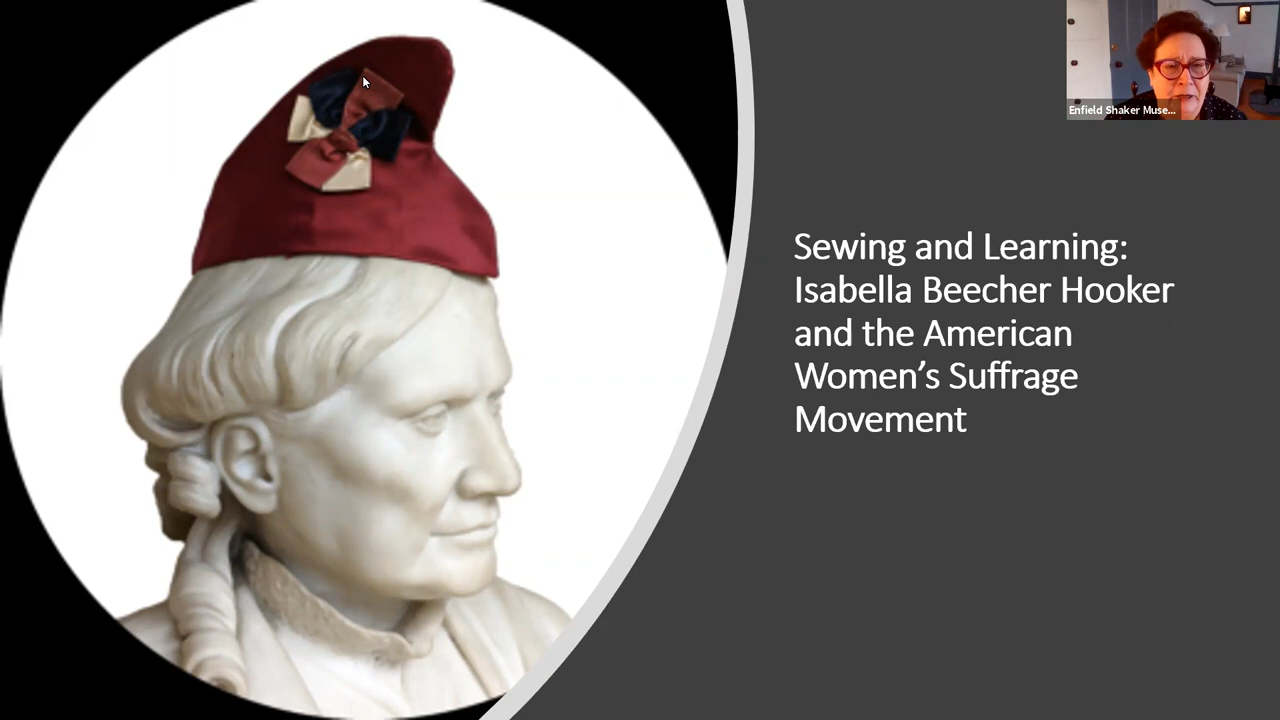 Enfield Shaker Muse...
Sewing and Learning:
Isabella Beecher Hooker
and the American
Women's Suffrage
Movement